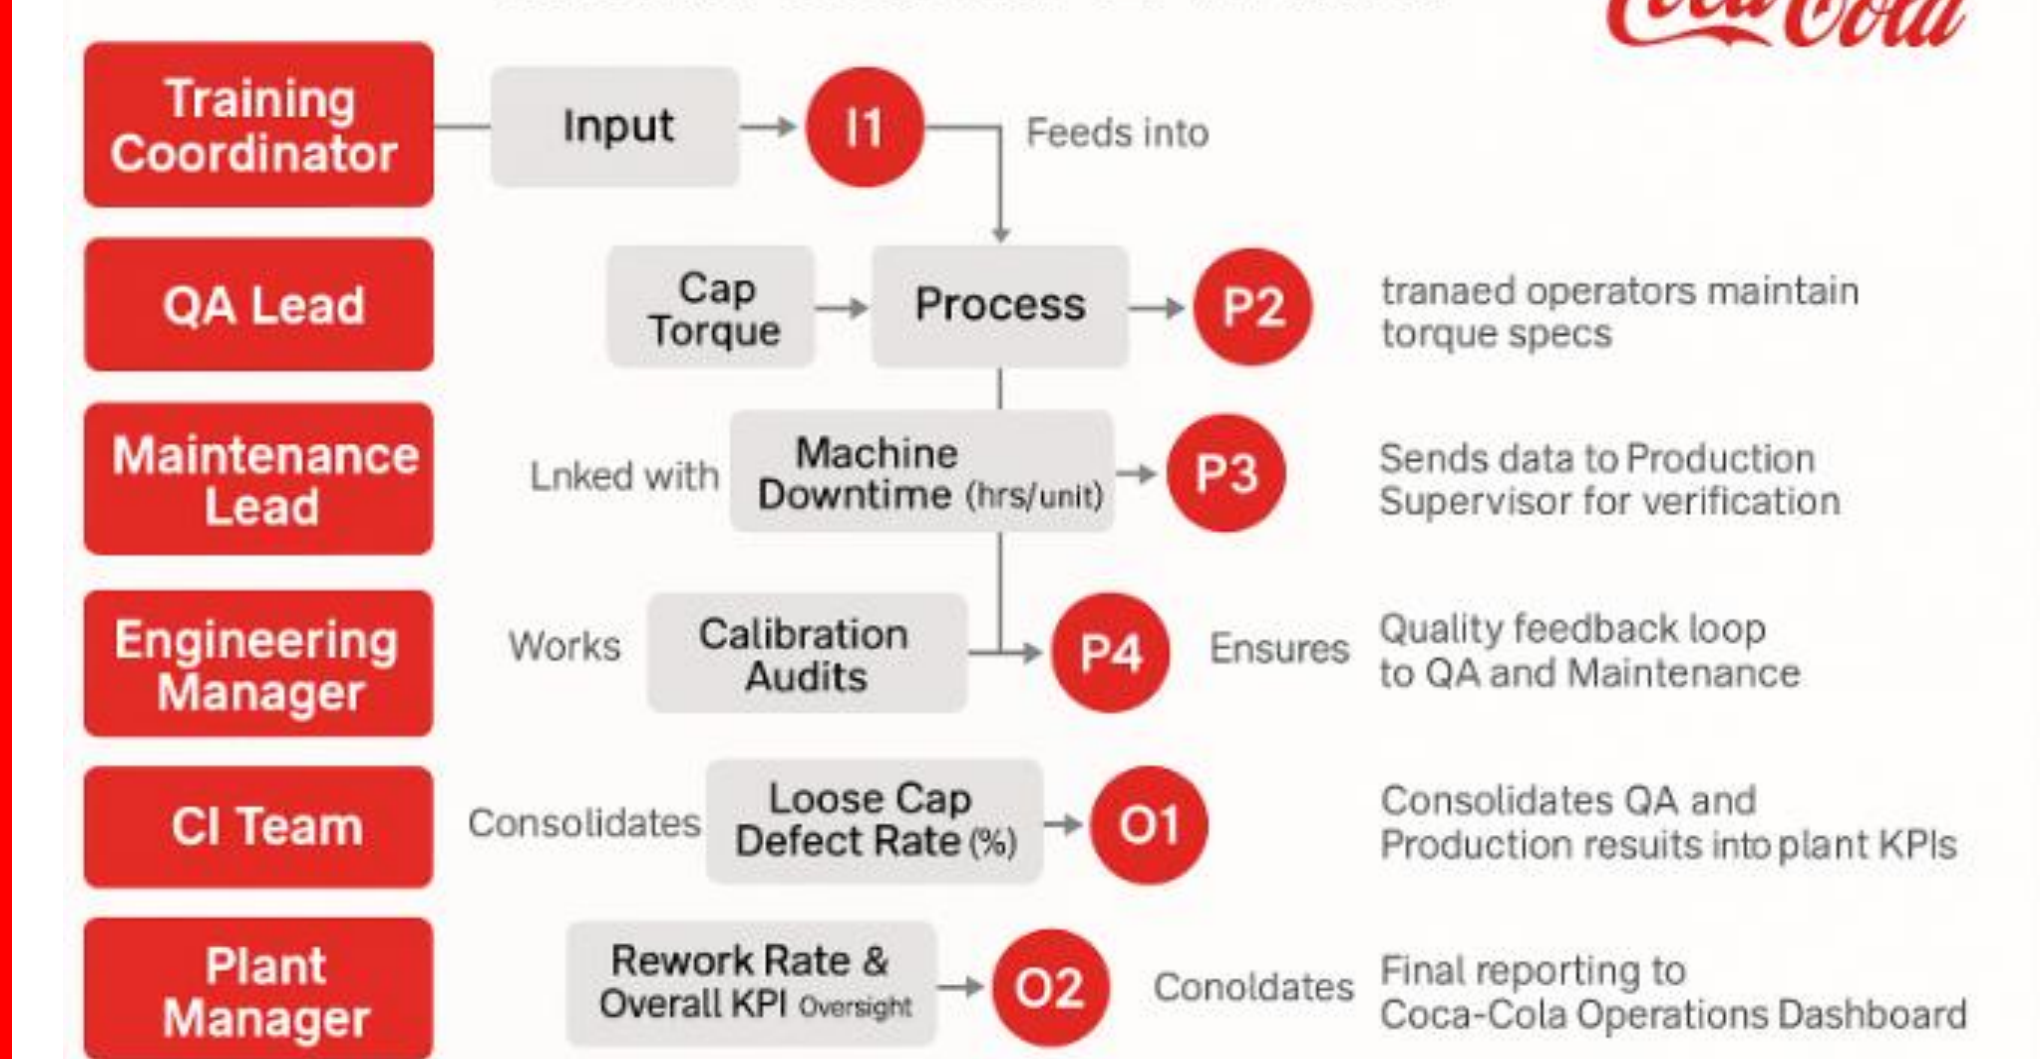 Coca Cola
Training
Coordinator
Input
I1
Feeds into
QA Lead
Cap
Torque
Process
P2
tranaed operators maintain
torque specs
Maintenance
Lead
Lnked with
Machine
Downtime (hrs/unit)
P3
Sends data to Production
Supervisor for verification
Engineering
Manager
Works
Calibration
Audits
P4
Ensures
Quality feedback loop
to QA and Maintenance
CI Team
Consolidates
Loose Cap
Defect Rate (%)
O1
Consolidates QA and
Production resuits into plant KPIs
Plant
Manager
Rework Rate &
Overall KPI Oversight
O2
Conoldates
Final reporting to
Coca-Cola Operations Dashboard